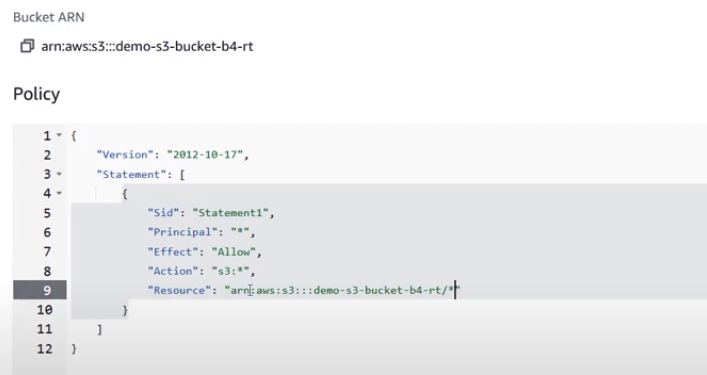 Bucket ARN
arn:aws:s3:::demo-s3-bucket-b4-rt
Policy
1 {
2 "Version": "2012-10-17",
3 "Statement": [
4 {
5 "Sid": "Statement1",
6 "Principal": "*",
7 "Effect": "Allow",
8 "Action": "s3:*",
9 "Resource": "arn:aws:s3:::demo-s3-bucket-b4-rt/*"
10 }
11 ]
12 }